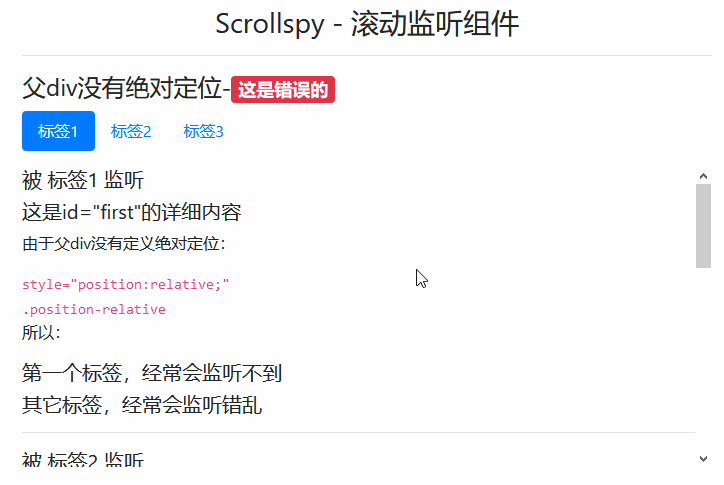 Scrollspy - 滚动监听组件
父div没有绝对定位-这是错误的
标签1 标签2 标签3
被 标签1 监听
这是id="first"的详细内容
由于父div没有定义绝对定位：
style="position:relative;"
.position-relative
所以：
第一个标签，经常会监听不到
其它标签，经常会监听错乱
被 标签2 监听